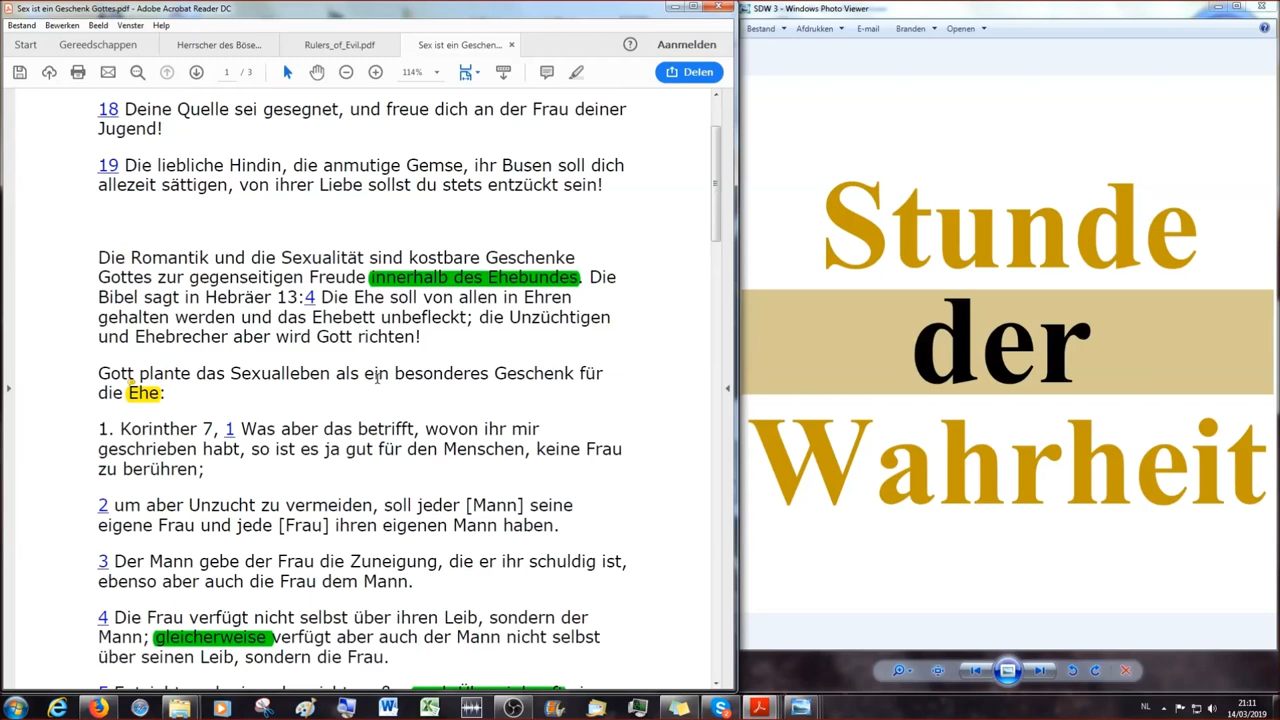 Sex ist ein Geschenk Gottes.pdf - Adobe Acrobat Reader DC
Bestand Bewerken Beeld Venster Help
Start Gereedschappen Herrscher des Böse... Rulers_of_Evil.pdf Sex ist ein Geschen... × Aanmelden
1 / 3 114% Delen
18 Deine Quelle sei gesegnet, und freue dich an der Frau deiner
Jugend!
19 Die liebliche Hindin, die anmutige Gemse, ihr Busen soll dich
allezeit sättigen, von ihrer Liebe sollst du stets entzückt sein!
Die Romantik und die Sexualität sind kostbare Geschenke
Gottes zur gegenseitigen Freude innerhalb des Ehebundes. Die
Bibel sagt in Hebräer 13:4 Die Ehe soll von allen in Ehren
gehalten werden und das Ehebett unbefleckt; die Unzüchtigen
und Ehebrecher aber wird Gott richten!
Gott plante das Sexualleben als ein besonderes Geschenk für
die Ehe:
1. Korinther 7, 1 Was aber das betrifft, wovon ihr mir
geschrieben habt, so ist es ja gut für den Menschen, keine Frau
zu berühren;
2 um aber Unzucht zu vermeiden, soll jeder [Mann] seine
eigene Frau und jede [Frau] ihren eigenen Mann haben.
3 Der Mann gebe der Frau die Zuneigung, die er ihr schuldig ist,
ebenso aber auch die Frau dem Mann.
4 Die Frau verfügt nicht selbst über ihren Leib, sondern der
Mann; gleicherweise verfügt aber auch der Mann nicht selbst
über seinen Leib, sondern die Frau.
SDW 3 - Windows Photo Viewer
Bestand Afdrukken E-mail Branden Openen
Stunde
der
Wahrheit
NL 21:11
14/03/2019